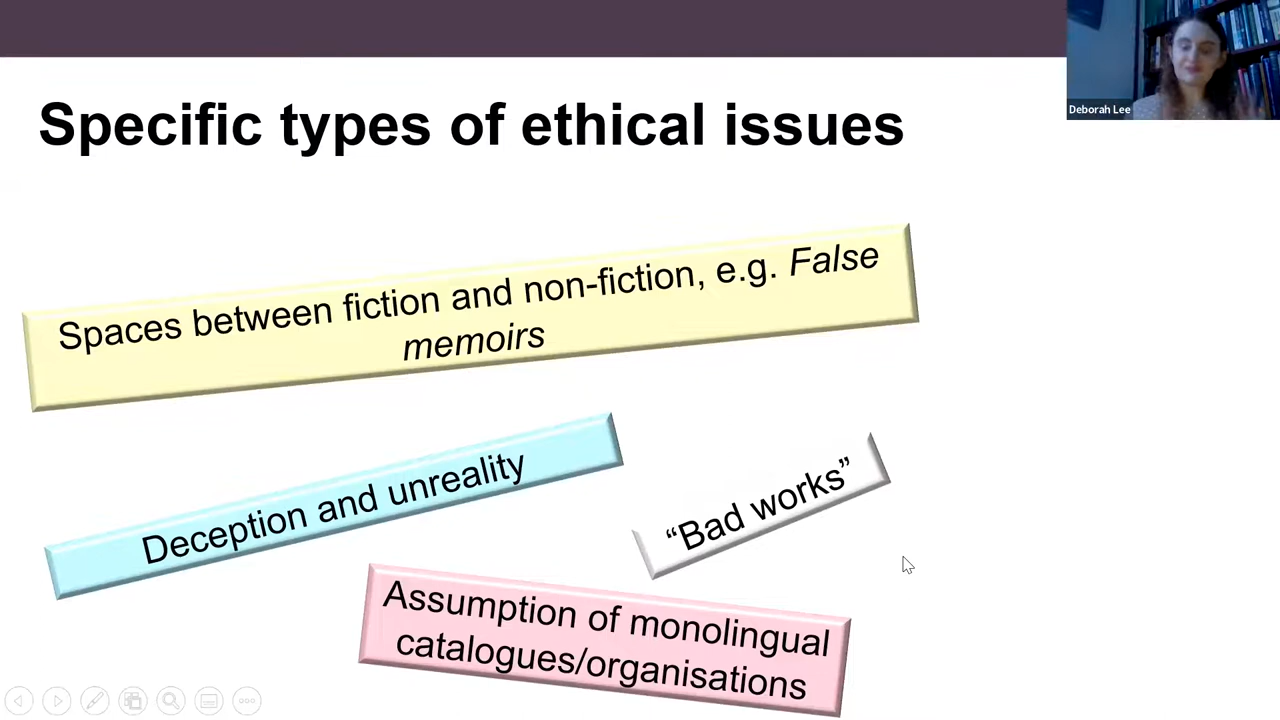 Deborah Lee
Specific types of ethical issues
Spaces between fiction and non-fiction, e.g. False
memoirs
Deception and unreality
“Bad works”
Assumption of monolingual
catalogues/organisations